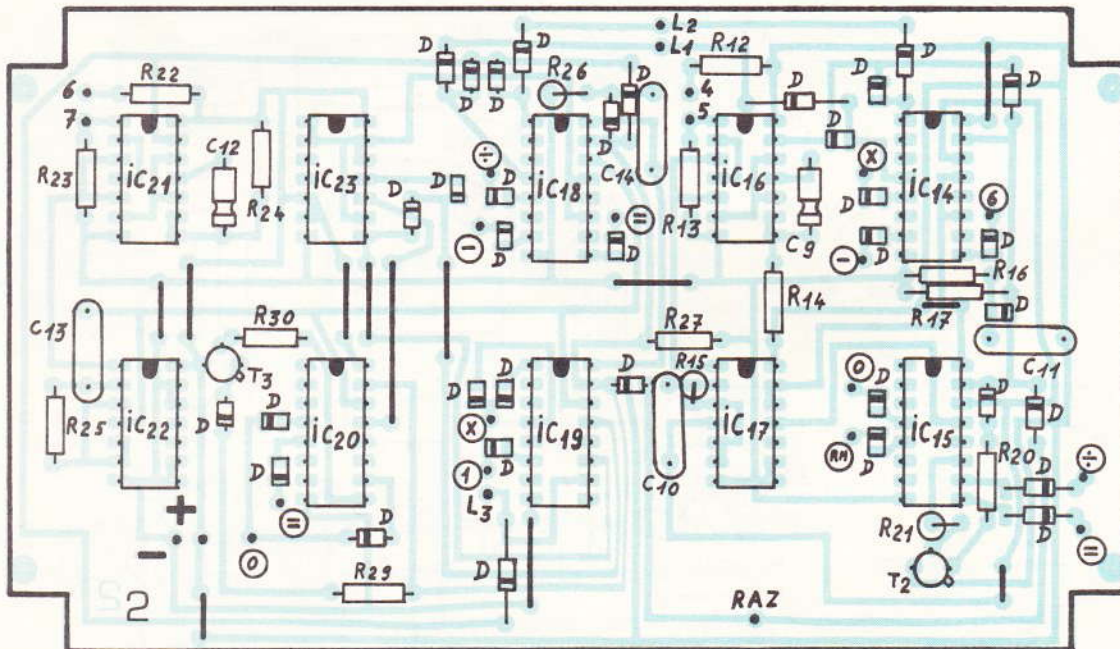 L2
L1
D D D D D
R22 R26 D R12 D D D
6 4
7 5
D D D
R23 IC21 C12 R24 IC23 ÷ D D IC18 C14 R13 IC16 C9 X D IC14 6
D - D = D - D D
R16
R17 D
C13 R30 R27 R14 C11
T3 D R15 0 D D D
R25 IC22 D D IC20 D D X D IC19 IC17 RM D IC15 R20 D ÷
D 1 C10
L3
+ = D R21 D =
- 0
D T2
S2 2 R29 RAZ